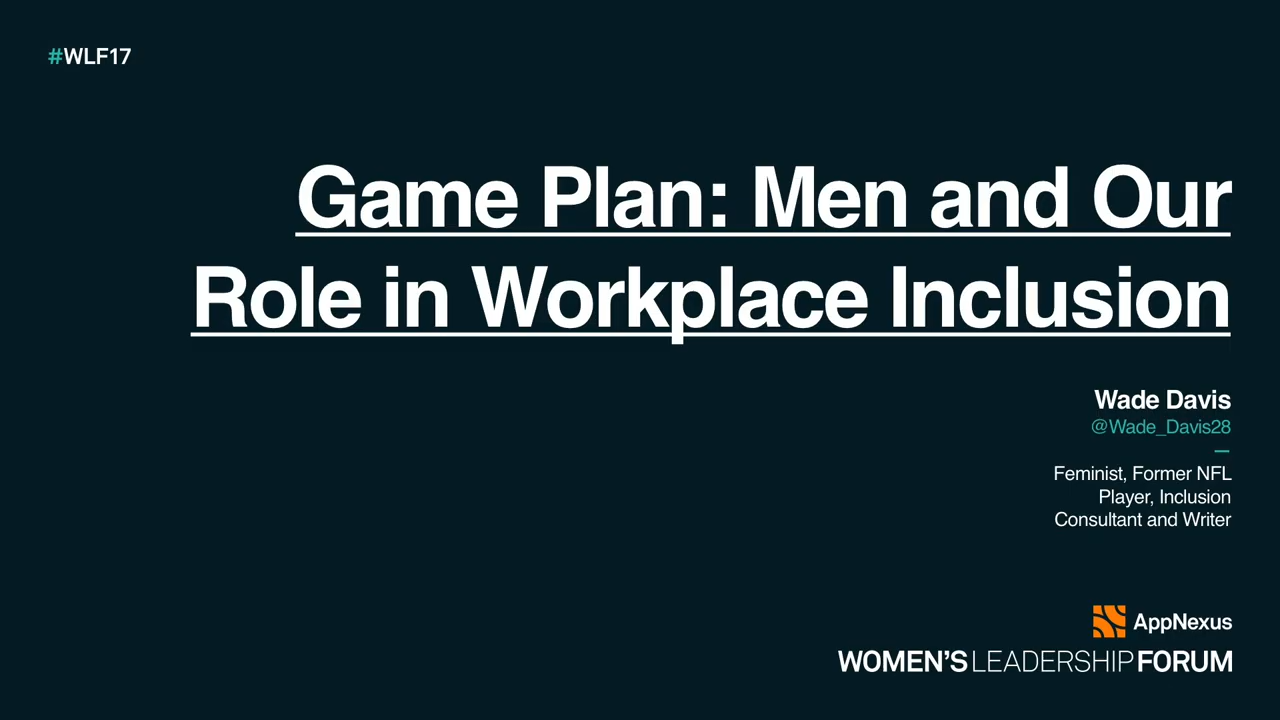 #WLF17
Game Plan: Men and Our
Role in Workplace Inclusion
Wade Davis
@Wade_Davis28
Feminist, Former NFL
Player, Inclusion
Consultant and Writer
AppNexus
WOMEN'S LEADERSHIP FORUM